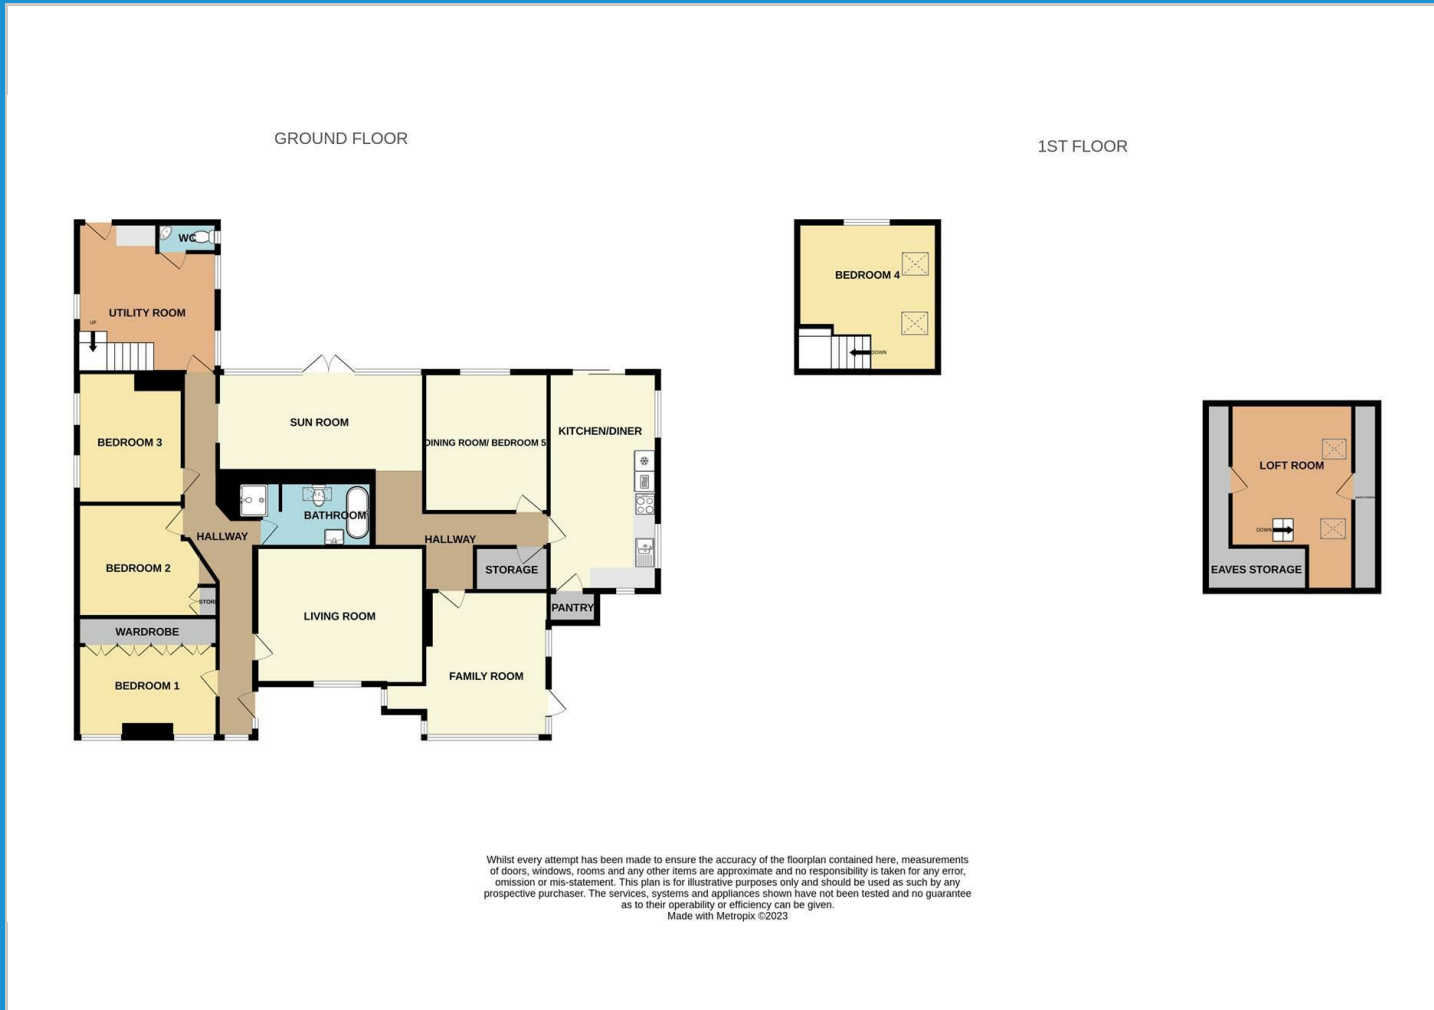 GROUND FLOOR
1ST FLOOR
WC
UTILITY ROOM
UP
BEDROOM 4
DOWN
SUN ROOM
BEDROOM 3
DINING ROOM/ BEDROOM 5
KITCHEN/DINER
LOFT ROOM
BATHROOM
HALLWAY
HALLWAY
DOWN
BEDROOM 2
STORAGE
EAVES STORAGE
STOR
PANTRY
LIVING ROOM
WARDROBE
FAMILY ROOM
BEDROOM 1
Whilst every attempt has been made to ensure the accuracy of the floorplan contained here, measurements
of doors, windows, rooms and any other items are approximate and no responsibility is taken for any error,
omission or mis-statement. This plan is for illustrative purposes only and should be used as such by any
prospective purchaser. The services, systems and appliances shown have not been tested and no guarantee
as to their operability or efficiency can be given.
Made with Metropix ©2023